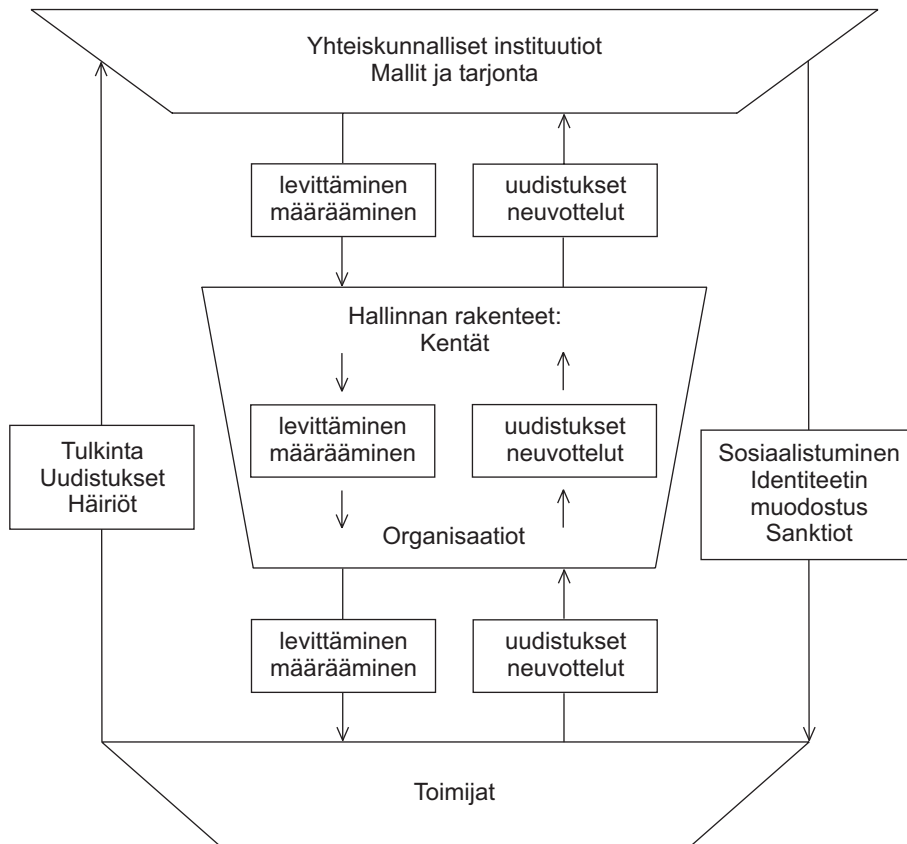 Yhteiskunnalliset instituutiot
Mallit ja tarjonta
levittäminen
määrääminen
uudistukset
neuvottelut
Hallinnan rakenteet:
Kentät
levittäminen
määrääminen
uudistukset
neuvottelut
Tulkinta
Uudistukset
Häiriöt
Sosiaalistuminen
Identiteetin
muodostus
Sanktiot
Organisaatiot
levittäminen
määrääminen
uudistukset
neuvottelut
Toimijat